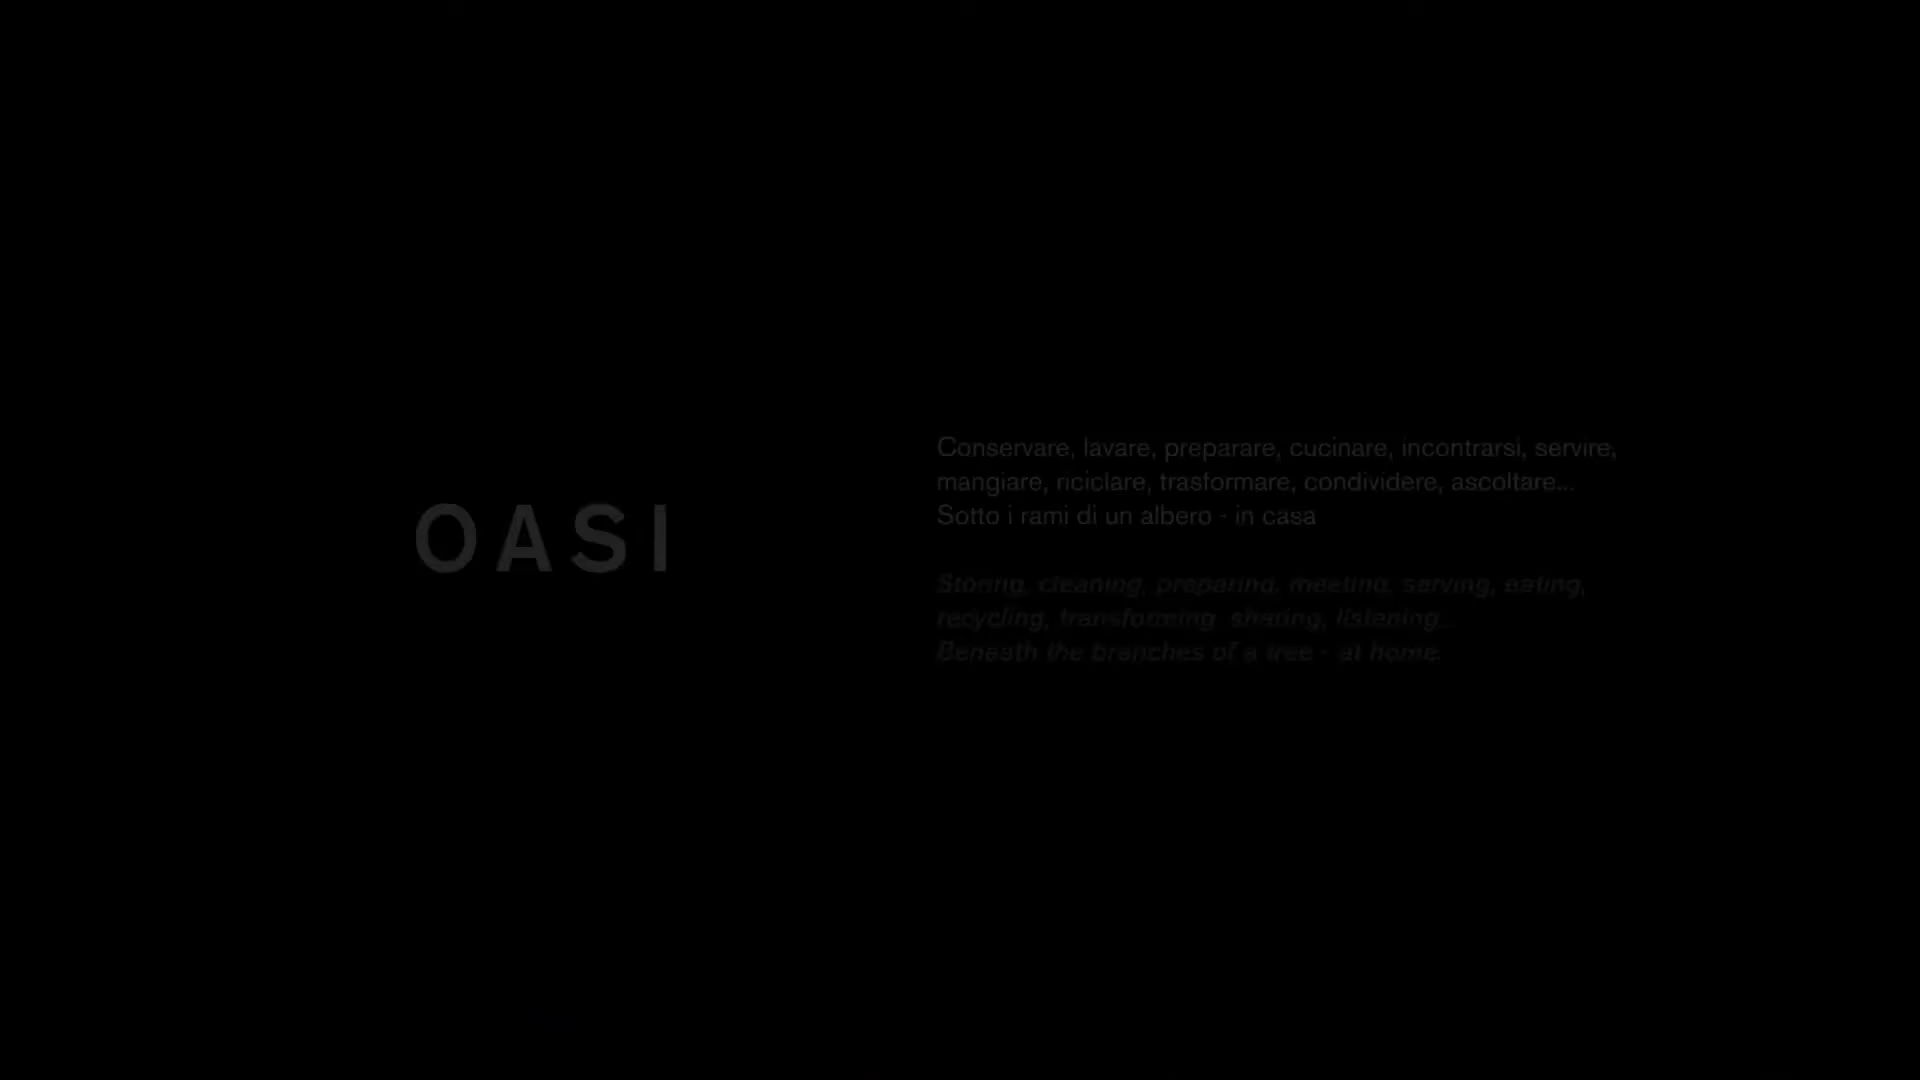 OASI
Conservare, lavare, preparare, cucinare, incontrarsi, servire,
mangiare, riciclare, trasformare, condividere, ascoltare...
Sotto i rami di un albero - in casa
Storing, cleaning, preparing, meeting, serving, eating,
recycling, transforming, sharing, listening...
Beneath the branches of a tree - at home.